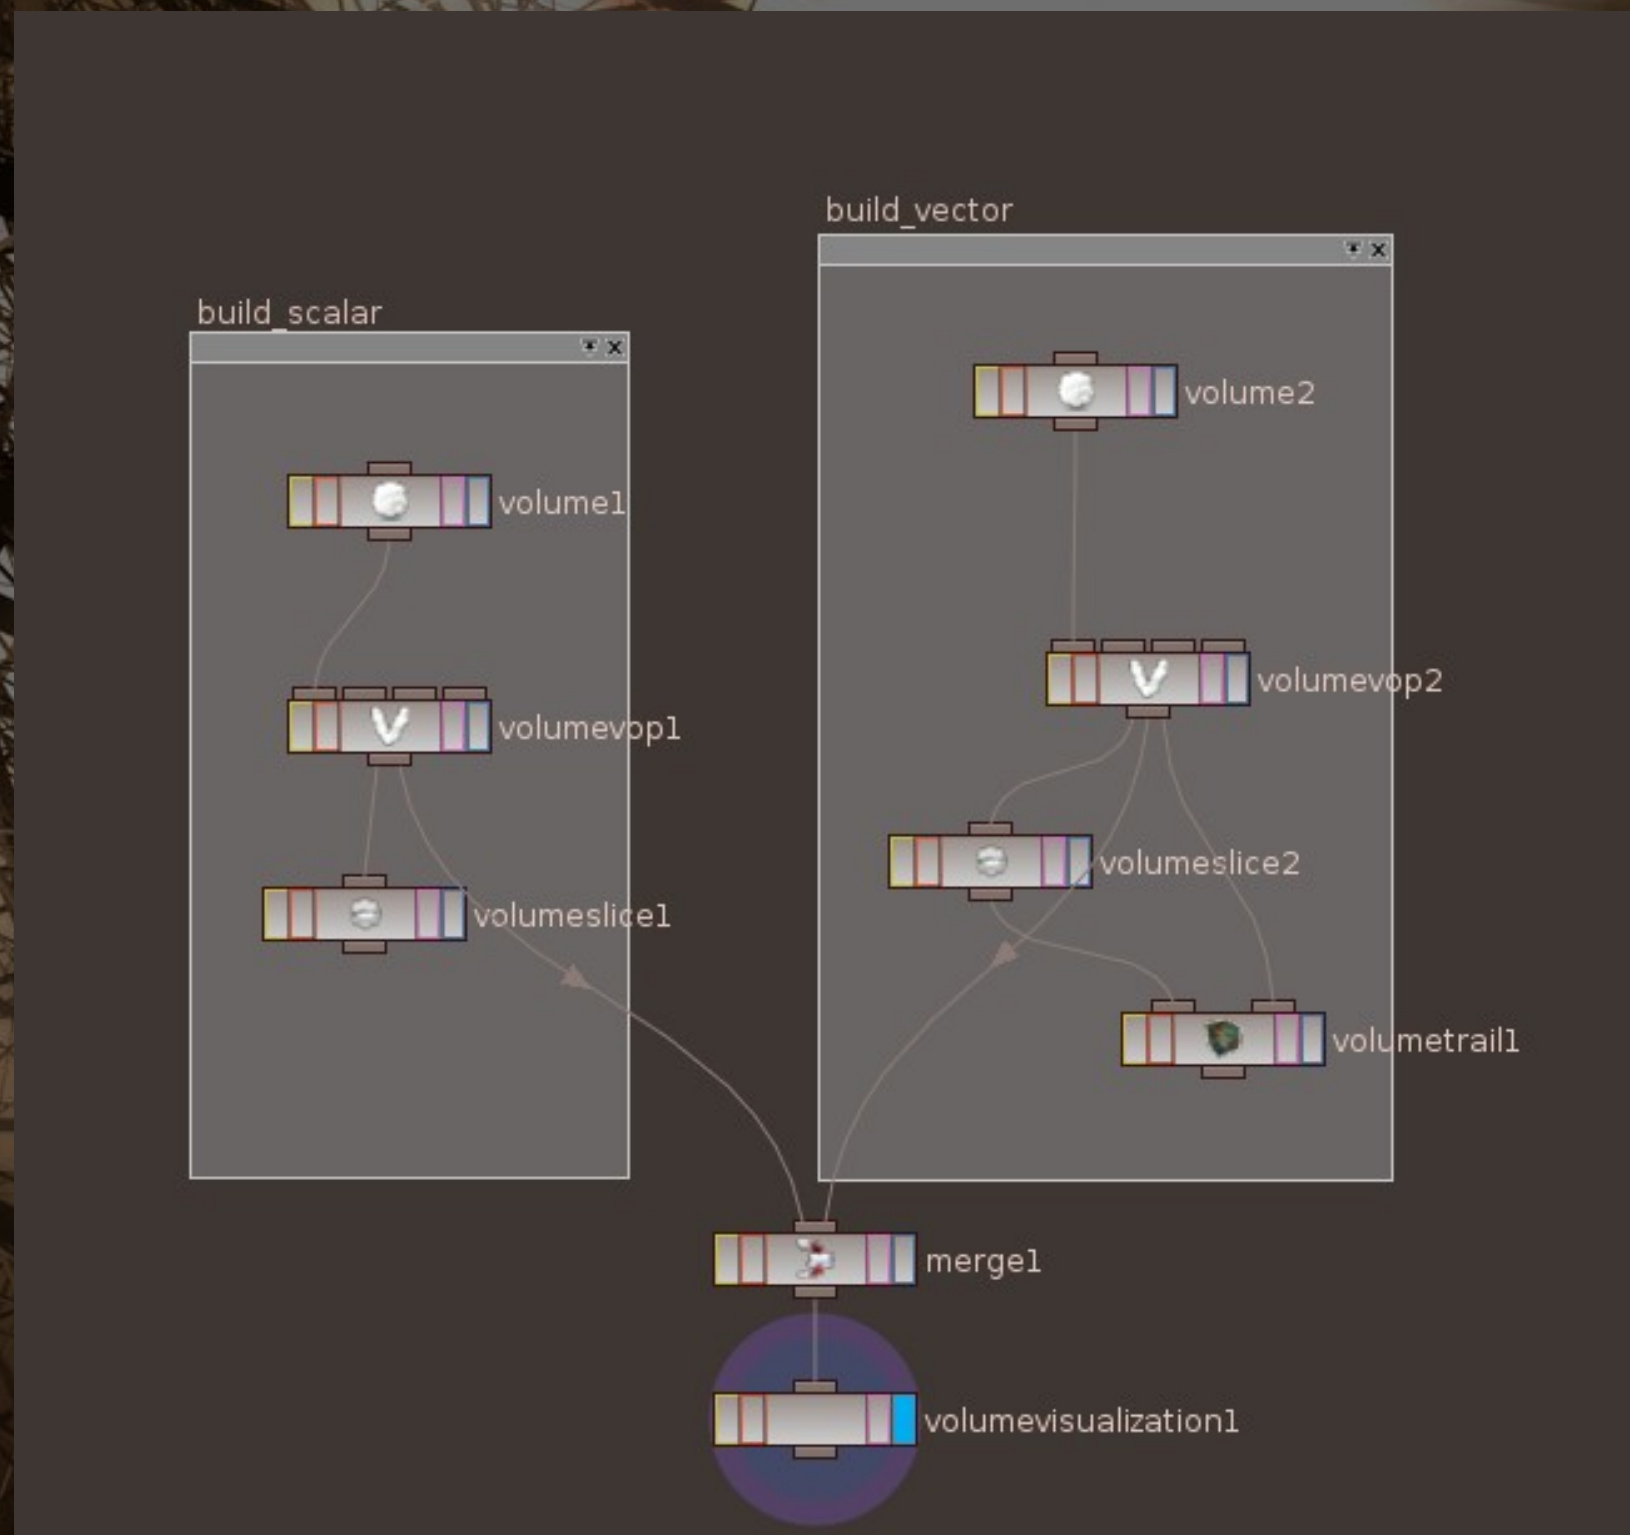 build_scalar
volume1
volumevop1
volumeslice1
build_vector
volume2
volumevop2
volumeslice2
volumetrail1
merge1
volumevisualization1